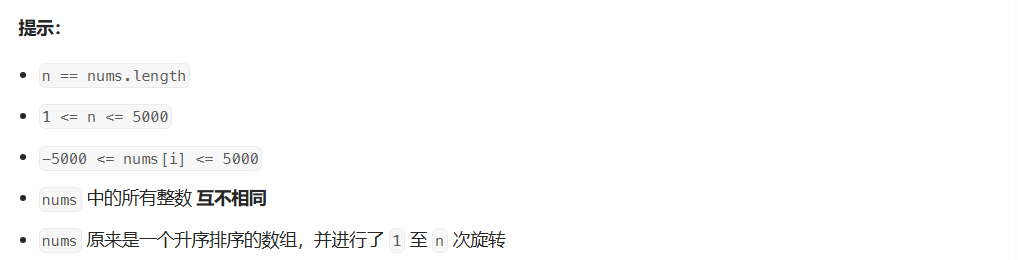 提示：
n == nums.length
1 <= n <= 5000
-5000 <= nums[i] <= 5000
nums 中的所有整数 互不相同
nums 原来是一个升序排序的数组，并进行了 1 至 n 次旋转